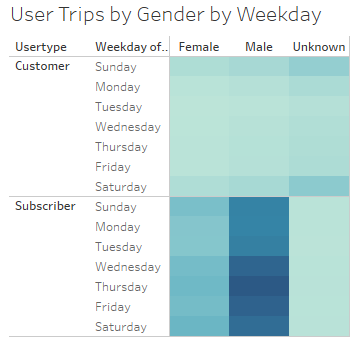 User Trips by Gender by Weekday
Usertype Weekday of.. Female Male Unknown
Customer Sunday
Monday
Tuesday
Wednesday
Thursday
Friday
Saturday
Subscriber Sunday
Monday
Tuesday
Wednesday
Thursday
Friday
Saturday